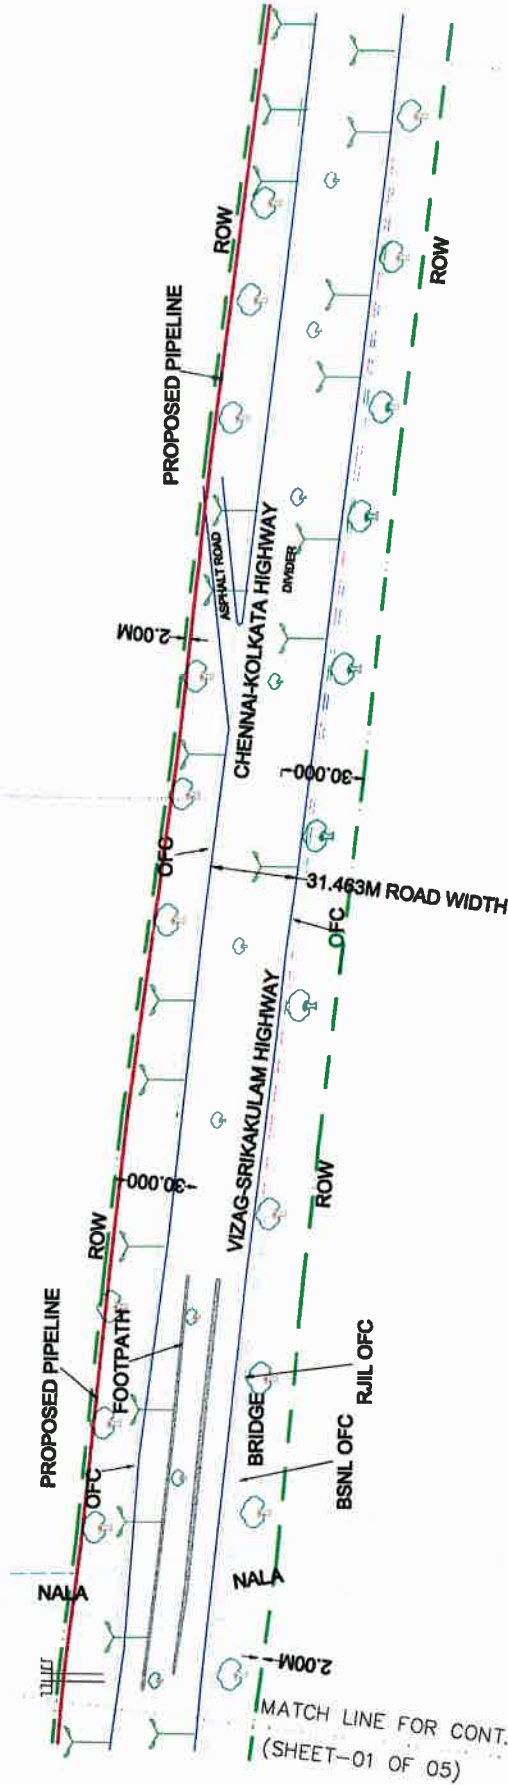 ROW
ROW
PROPOSED PIPELINE
ASPHALT ROAD
CHENNAI-KOLKATA HIGHWAY
DIVIDER
2.00M
30.000
OFC
31.463M ROAD WIDTH
OFC
VIZAG-SRIKAKULAM HIGHWAY
30.000
ROW
ROW
PROPOSED PIPELINE
FOOTPATH
OFC
BRIDGE
RJIL OFC
BSNL OFC
NALA
NALA
2.00M
MATCH LINE FOR CONT.
(SHEET-01 OF 05)